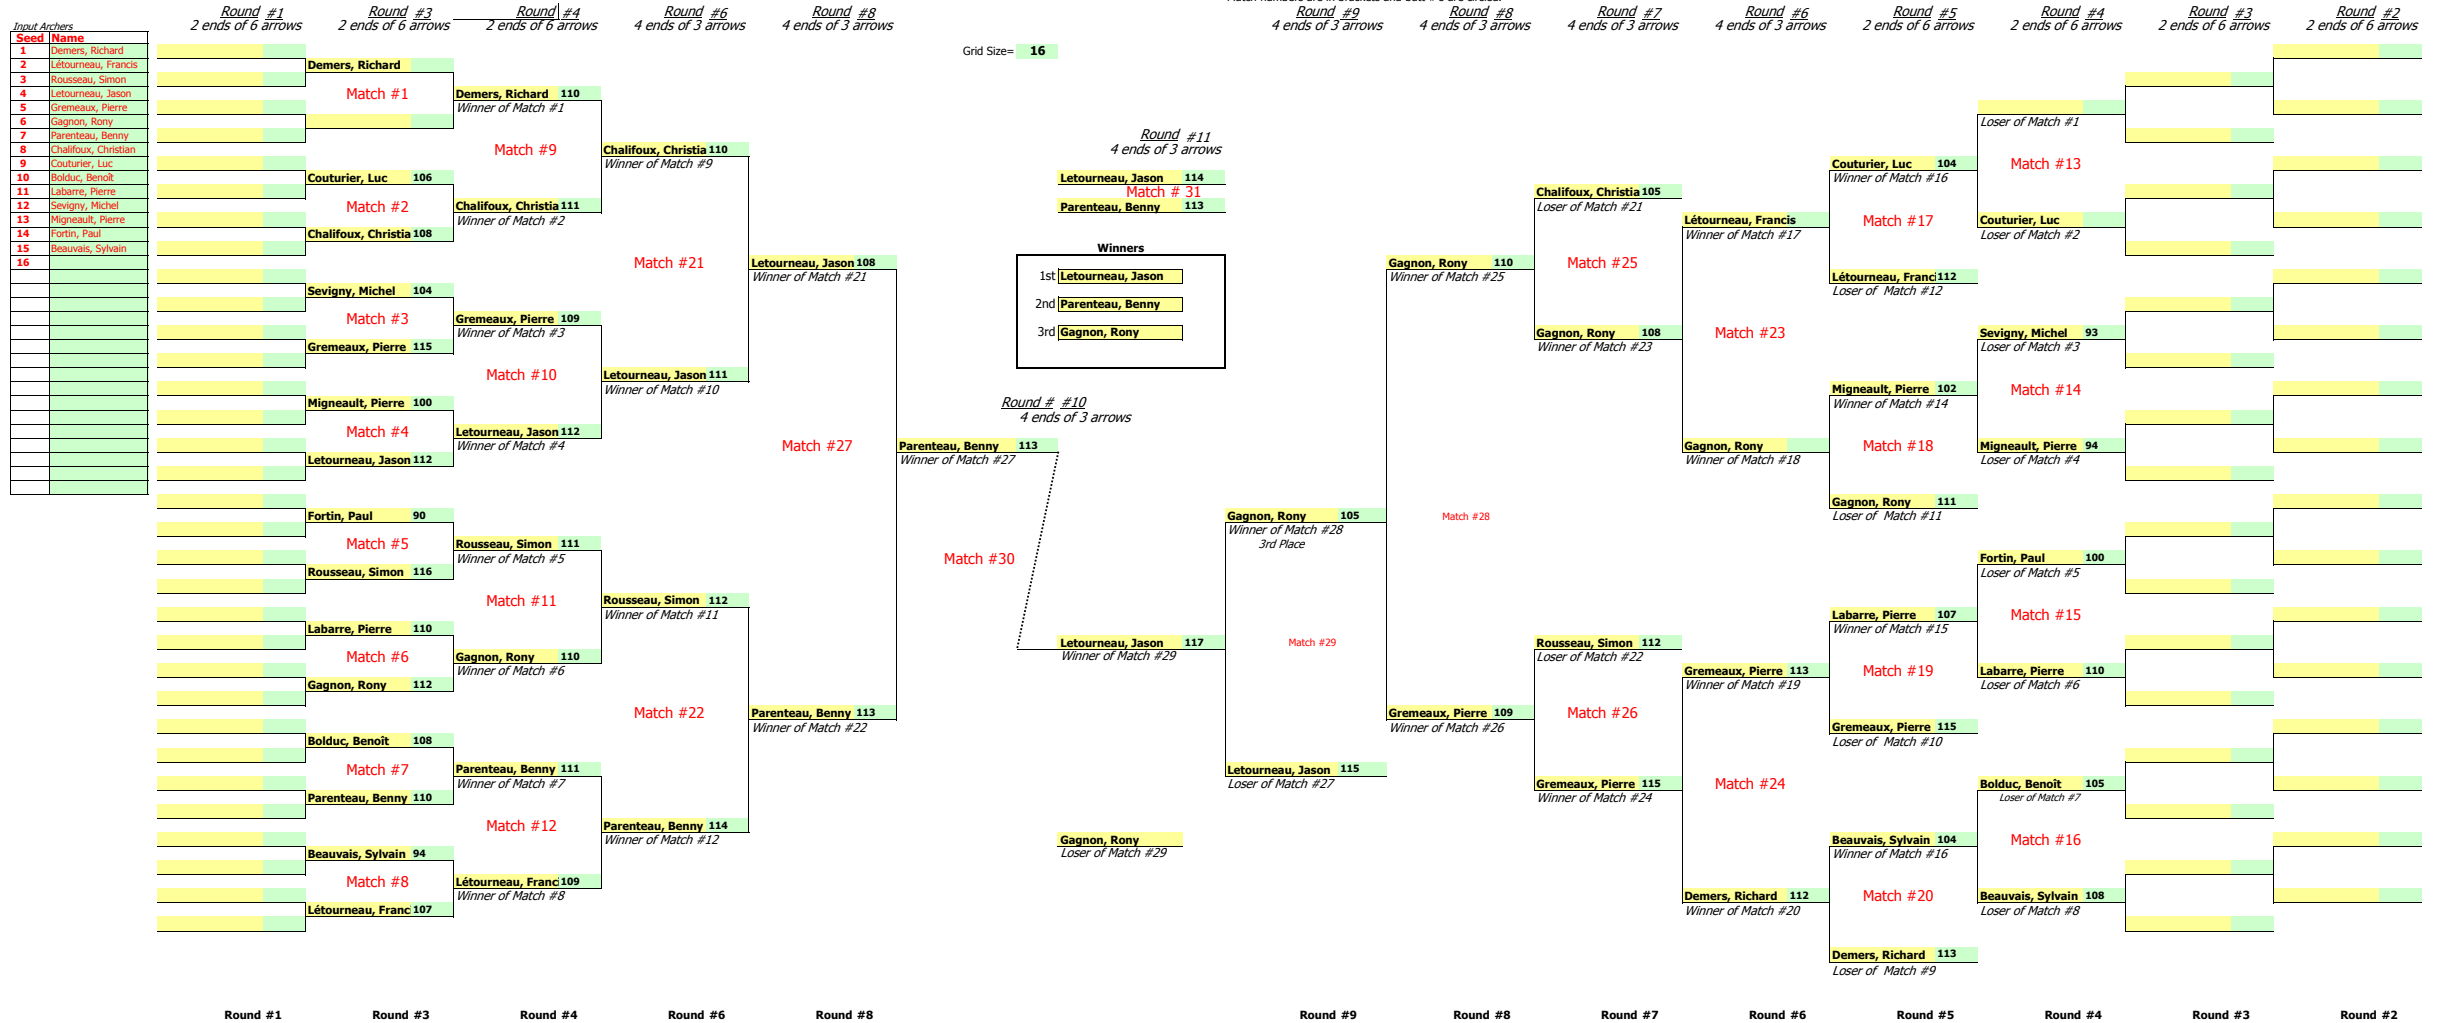 Round #1
2 ends of 6 arrows
Round #3
2 ends of 6 arrows
Round #4
2 ends of 6 arrows
Round #6
4 ends of 3 arrows
Round #8
4 ends of 3 arrows
Round #9
4 ends of 3 arrows
Round #8
4 ends of 3 arrows
Round #7
4 ends of 3 arrows
Round #6
4 ends of 3 arrows
Round #5
2 ends of 6 arrows
Round #4
2 ends of 6 arrows
Round #3
2 ends of 6 arrows
Round #2
2 ends of 6 arrows
Input Archers
Seed Name
1 Demers, Richard
2 Létourneau, Francis
3 Rousseau, Simon
4 Letourneau, Jason
5 Gremeaux, Pierre
6 Gagnon, Rony
7 Parenteau, Benny
8 Chalifoux, Christian
9 Couturier, Luc
10 Bolduc, Benoît
11 Labarre, Pierre
12 Sevigny, Michel
13 Migneault, Pierre
14 Fortin, Paul
15 Beauvais, Sylvain
16
Grid Size= 16
Demers, Richard
Match #1
Couturier, Luc 106
Match #2
Chalifoux, Christia 108
Sevigny, Michel 104
Match #3
Gremeaux, Pierre 115
Migneault, Pierre 100
Match #4
Letourneau, Jason 112
Fortin, Paul 90
Match #5
Rousseau, Simon 116
Labarre, Pierre 110
Match #6
Gagnon, Rony 112
Bolduc, Benoît 108
Match #7
Parenteau, Benny 110
Beauvais, Sylvain 94
Match #8
Létourneau, Franc 107
Demers, Richard 110
Winner of Match #1
Match #9
Chalifoux, Christia 111
Winner of Match #2
Gremeaux, Pierre 109
Winner of Match #3
Match #10
Letourneau, Jason 112
Winner of Match #4
Rousseau, Simon 111
Winner of Match #5
Match #11
Gagnon, Rony 110
Winner of Match #6
Parenteau, Benny 111
Winner of Match #7
Match #12
Létourneau, Franc 109
Winner of Match #8
Chalifoux, Christia 110
Winner of Match #9
Match #21
Letourneau, Jason 111
Winner of Match #10
Rousseau, Simon 112
Winner of Match #11
Match #22
Parenteau, Benny 114
Winner of Match #12
Letourneau, Jason 108
Winner of Match #21
Match #27
Parenteau, Benny 113
Winner of Match #22
Parenteau, Benny 113
Winner of Match #27
Match #30
Round #11
4 ends of 3 arrows
Letourneau, Jason 114
Match # 31
Parenteau, Benny 113
Winners
1st Letourneau, Jason
2nd Parenteau, Benny
3rd Gagnon, Rony
Round # #10
4 ends of 3 arrows
Letourneau, Jason 117
Winner of Match #29
Gagnon, Rony
Loser of Match #29
Gagnon, Rony 105
Winner of Match #28
3rd Place
Match #29
Letourneau, Jason 115
Loser of Match #27
Gagnon, Rony 110
Winner of Match #25
Match #28
Gremeaux, Pierre 109
Winner of Match #26
Chalifoux, Christia 105
Loser of Match #21
Match #25
Gagnon, Rony 108
Winner of Match #23
Rousseau, Simon 112
Loser of Match #22
Match #26
Gremeaux, Pierre 115
Winner of Match #24
Létourneau, Francis
Winner of Match #17
Match #23
Gagnon, Rony
Winner of Match #18
Gremeaux, Pierre 113
Winner of Match #19
Match #24
Demers, Richard 112
Winner of Match #20
Couturier, Luc 104
Winner of Match #16
Match #17
Létourneau, Franc 112
Loser of Match #12
Migneault, Pierre 102
Winner of Match #14
Match #18
Gagnon, Rony 111
Loser of Match #11
Labarre, Pierre 107
Winner of Match #15
Match #19
Gremeaux, Pierre 115
Loser of Match #10
Beauvais, Sylvain 104
Winner of Match #16
Match #20
Demers, Richard 113
Loser of Match #9
Loser of Match #1
Match #13
Couturier, Luc
Loser of Match #2
Sevigny, Michel 93
Loser of Match #3
Match #14
Migneault, Pierre 94
Loser of Match #4
Fortin, Paul 100
Loser of Match #5
Match #15
Labarre, Pierre 110
Loser of Match #6
Bolduc, Benoît 105
Loser of Match #7
Match #16
Beauvais, Sylvain 108
Loser of Match #8
Round #1
Round #3
Round #4
Round #6
Round #8
Round #9
Round #8
Round #7
Round #6
Round #5
Round #4
Round #3
Round #2